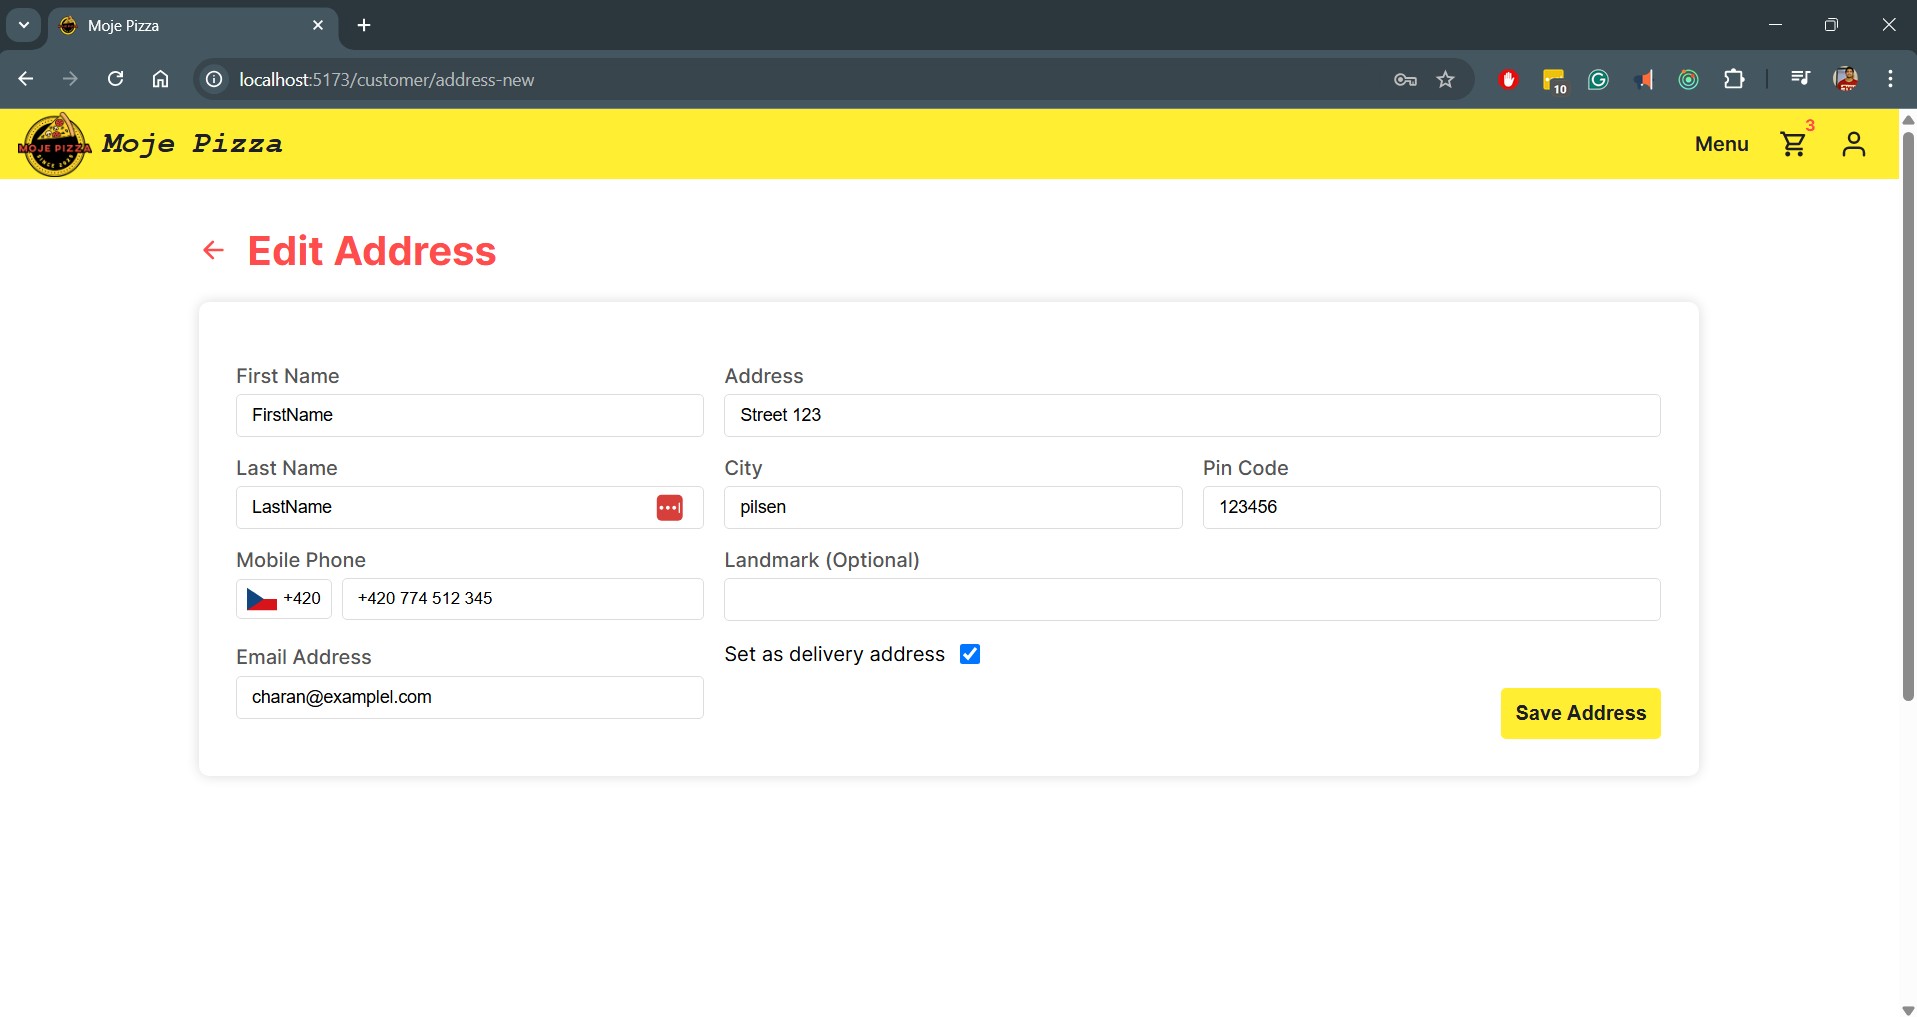 Moje Pizza
localhost:5173/customer/address-new
10
MOJE PIZZA
Moje Pizza
Menu
3
Edit Address
First Name
Address
FirstName
Street 123
Last Name
City
Pin Code
LastName
pilsen
123456
Mobile Phone
Landmark (Optional)
+420
+420 774 512 345
Email Address
Set as delivery address
charan@examplel.com
Save Address